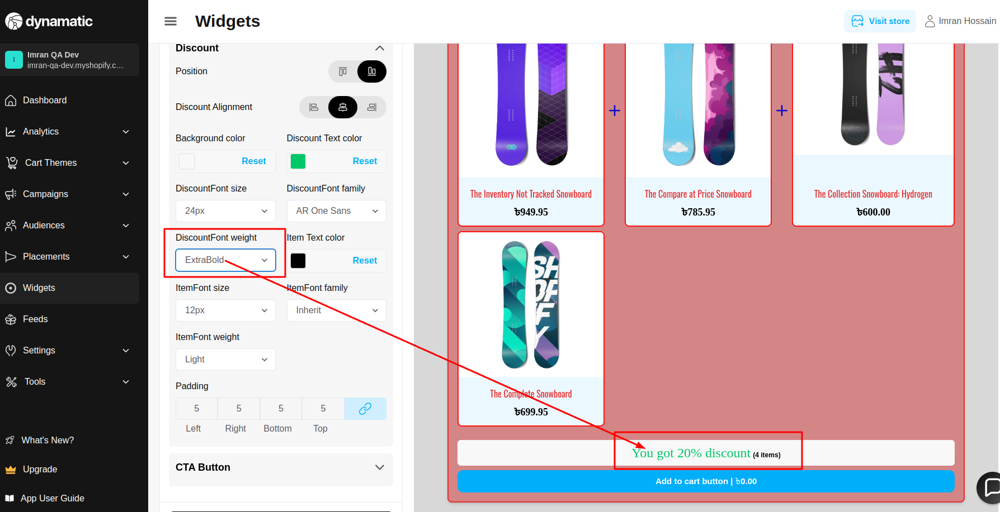 dynamatic
I
Imran QA Dev
imran-qa-dev.myshopify.c...
Dashboard
Analytics
Cart Themes
Campaigns
Audiences
Placements
Widgets
Feeds
Settings
Tools
What's New?
Upgrade
App User Guide
Widgets
Visit store
Imran Hossain
Discount
Position
Discount Alignment
Background color
Discount Text color
Reset
Reset
DiscountFont size
DiscountFont family
24px
AR One Sans
DiscountFont weight
Item Text color
ExtraBold
Reset
ItemFont size
ItemFont family
12px
Inherit
ItemFont weight
Light
Padding
5
5
5
5
Left
Right
Bottom
Top
CTA Button
+
+
The Inventory Not Tracked Snowboard
৳949.95
The Compare at Price Snowboard
৳785.95
The Collection Snowboard: Hydrogen
৳600.00
SH
OP
IF
Y
The Complete Snowboard
৳699.95
You got 20% discount (4 items)
Add to cart button | ৳0.00